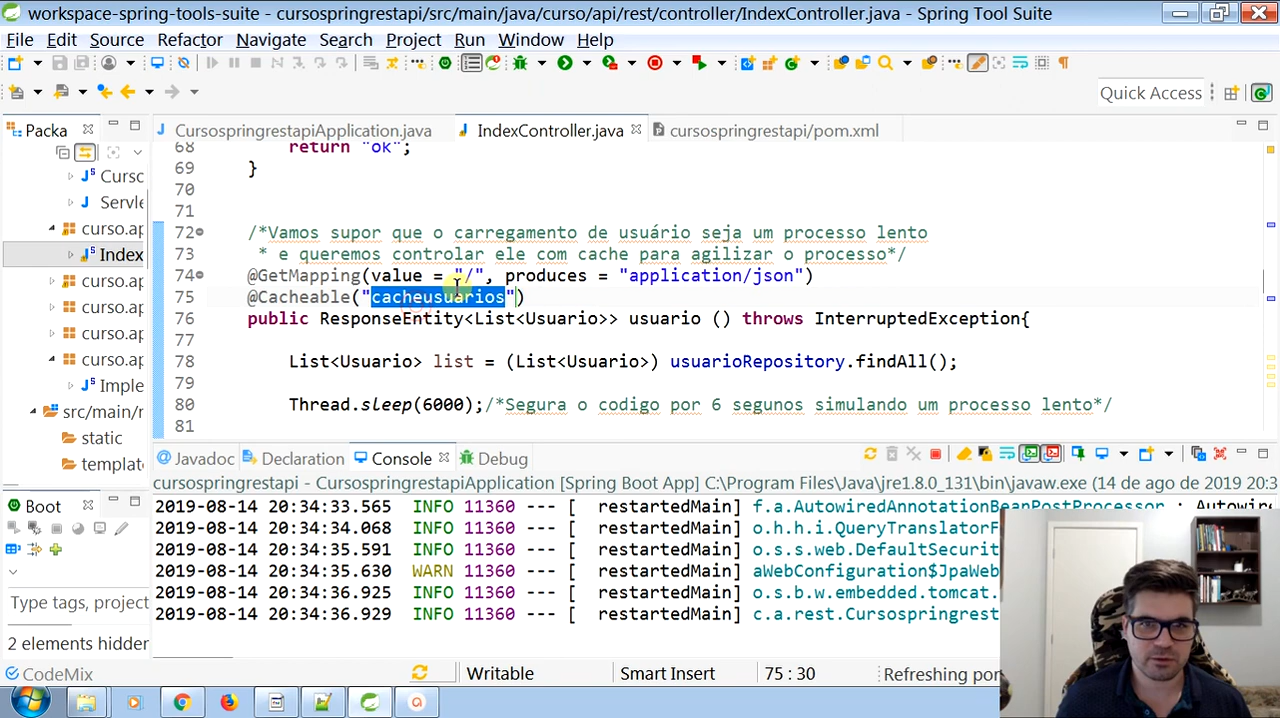 workspace-spring-tools-suite - cursospringrestapi/src/main/java/curso/api/rest/controller/IndexController.java - Spring Tool Suite
File Edit Source Refactor Navigate Search Project Run Window Help
Quick Access
Packa
CursospringrestapiApplication.java
IndexController.java
cursospringrestapi/pom.xml
Curso
Servle
curso.ap
Index
curso.ap
curso.ap
curso.ap
Imple
src/main/r
static
templat
68 return "ok";
69 }
70
71
72 /*Vamos supor que o carregamento de usuário seja um processo lento
73 * e queremos controlar ele com cache para agilizar o processo*/
74 @GetMapping(value = "/", produces = "application/json")
75 @Cacheable("cacheusuarios")
76 public ResponseEntity<List<Usuario>> usuario () throws InterruptedException{
77
78 List<Usuario> list = (List<Usuario>) usuarioRepository.findAll();
79
80 Thread.sleep(6000);/*Segura o codigo por 6 segunos simulando um processo lento*/
81
Javadoc Declaration Console Debug
cursospringrestapi - CursospringrestapiApplication [Spring Boot App] C:\Program Files\Java\jre1.8.0_131\bin\javaw.exe (14 de ago de 2019 20:3
2019-08-14 20:34:33.565 INFO 11360 --- [ restartedMain] f.a.AutowiredAnnotationBeanPostProcessor : Autowire
2019-08-14 20:34:34.028 INFO 11360 --- [ restartedMain] o.h.h.i.QueryTranslatorF
2019-08-14 20:34:35.591 INFO 11360 --- [ restartedMain] o.s.s.web.DefaultSecurit
2019-08-14 20:34:35.630 WARN 11360 --- [ restartedMain] aWebConfiguration$JpaWeb
2019-08-14 20:34:36.925 INFO 11360 --- [ restartedMain] o.s.b.w.embedded.tomcat.
2019-08-14 20:34:36.929 INFO 11360 --- [ restartedMain] c.a.rest.Cursospringrest
Boot
Type tags, project
2 elements hidden
CodeMix
Writable
Smart Insert
75 : 30
Refreshing por